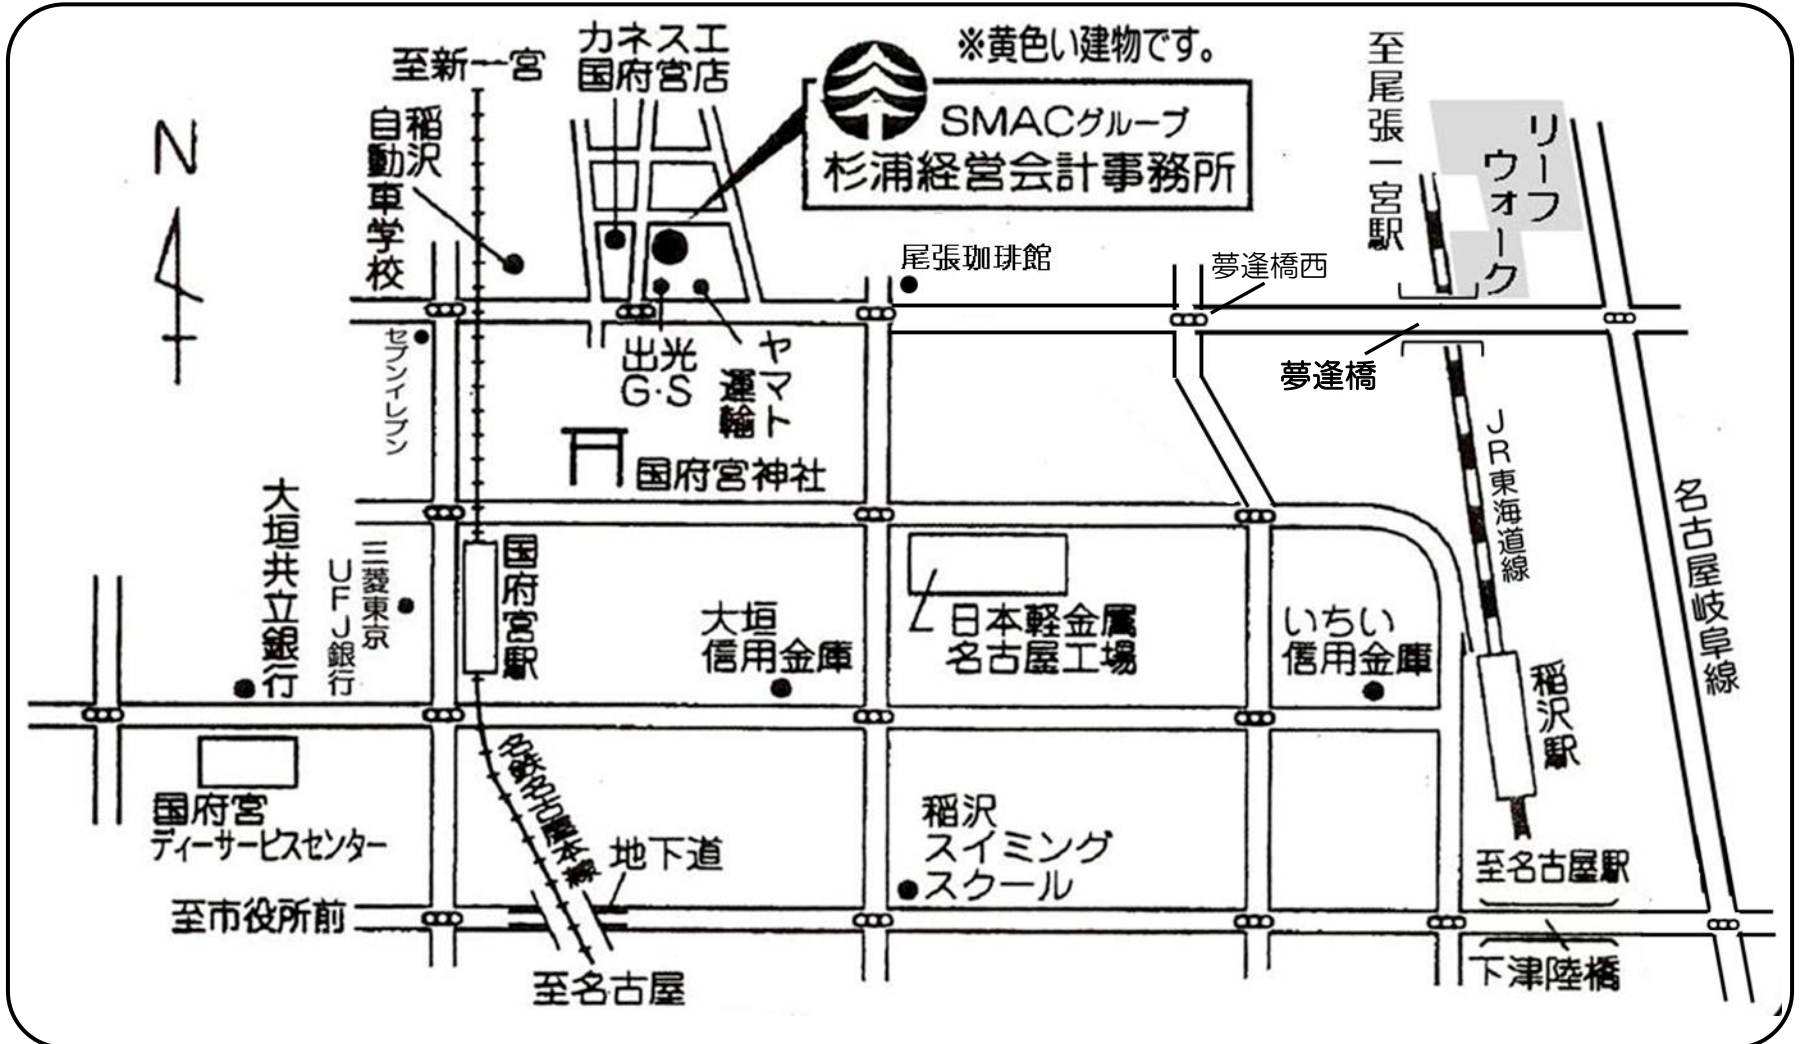 至新一宮
カネスエ
国府宮店
※黄色い建物です。
SMACグループ
杉浦経営会計事務所
至尾張一宮駅
リーフ
ウォーク
N
稲沢
自動車学校
尾張珈琲館
夢逢橋西
夢逢橋
セブンイレブン
出光
G・S
ヤマト
運輸
国府宮神社
JR東海道線
名古屋岐阜線
大垣共立銀行
三菱東京
UFJ銀行
国府宮駅
大垣
信用金庫
日本軽金属
名古屋工場
いちい
信用金庫
稲沢駅
国府宮
ディーサービスセンター
名鉄名古屋本線
地下道
稲沢
スイミング
スクール
至名古屋駅
至市役所前
至名古屋
下津陸橋